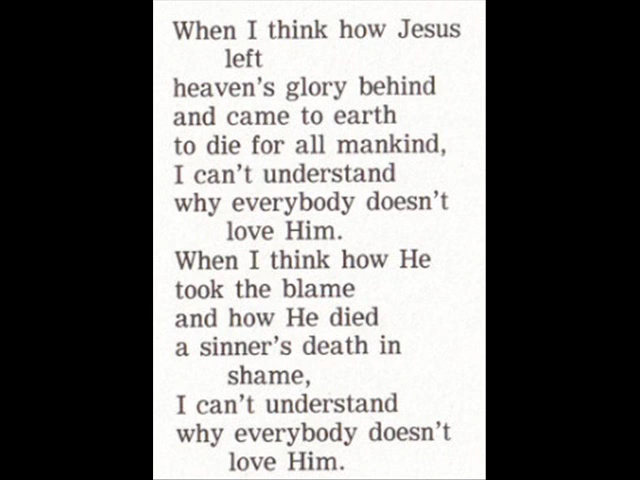 When I think how Jesus
left
heaven's glory behind
and came to earth
to die for all mankind,
I can't understand
why everybody doesn't
love Him.
When I think how He
took the blame
and how He died
a sinner's death in
shame,
I can't understand
why everybody doesn't
love Him.